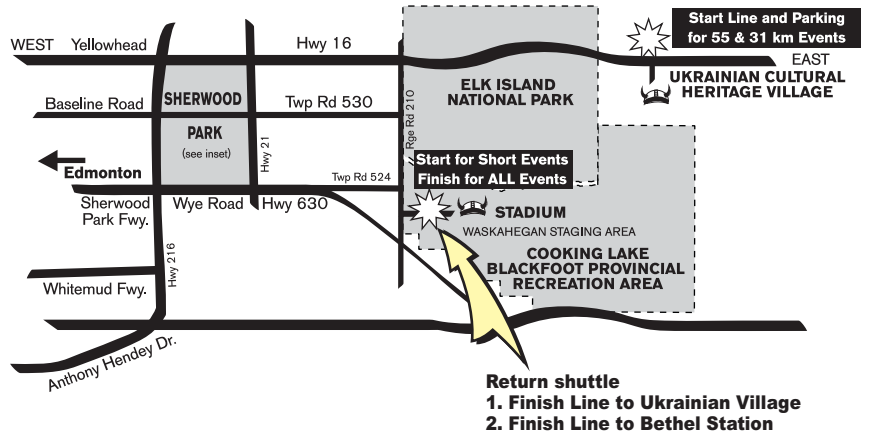 Start Line and Parking
for 55 & 31 km Events
WEST Yellowhead
Hwy 16
EAST
UKRAINIAN CULTURAL
HERITAGE VILLAGE
ELK ISLAND
NATIONAL PARK
Baseline Road
SHERWOOD
PARK
(see inset)
Twp Rd 530
Rge Rd 210
Hwy 21
Start for Short Events
Finish for ALL Events
Edmonton
Twp Rd 524
Sherwood
Park Fwy.
Wye Road
Hwy 630
STADIUM
WASKAHEGAN STAGING AREA
COOKING LAKE
BLACKFOOT PROVINCIAL
RECREATION AREA
Hwy 216
Whitemud Fwy.
Anthony Hendey Dr.
Return shuttle
1. Finish Line to Ukrainian Village
2. Finish Line to Bethel Station